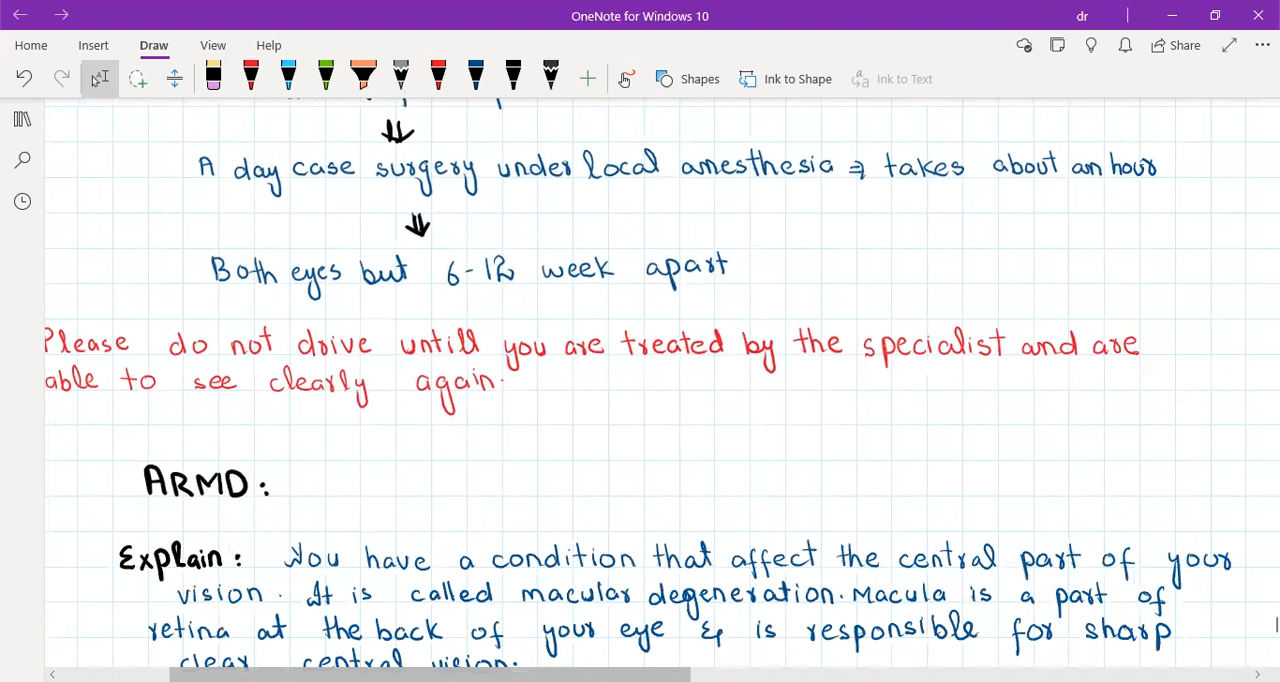 OneNote for Windows 10
dr
Home Insert Draw View Help
Share
Shapes Ink to Shape Ink to Text
A day case surgery under local anesthesia ⇒ takes about an hour
Both eyes but 6-12 week apart
Please do not drive untill you are treated by the specialist and are
able to see clearly again.
ARMD:
Explain: You have a condition that affect the central part of your
vision. It is called macular degeneration. Macula is a part of
retina at the back of your eye & is responsible for sharp
clear central vision.